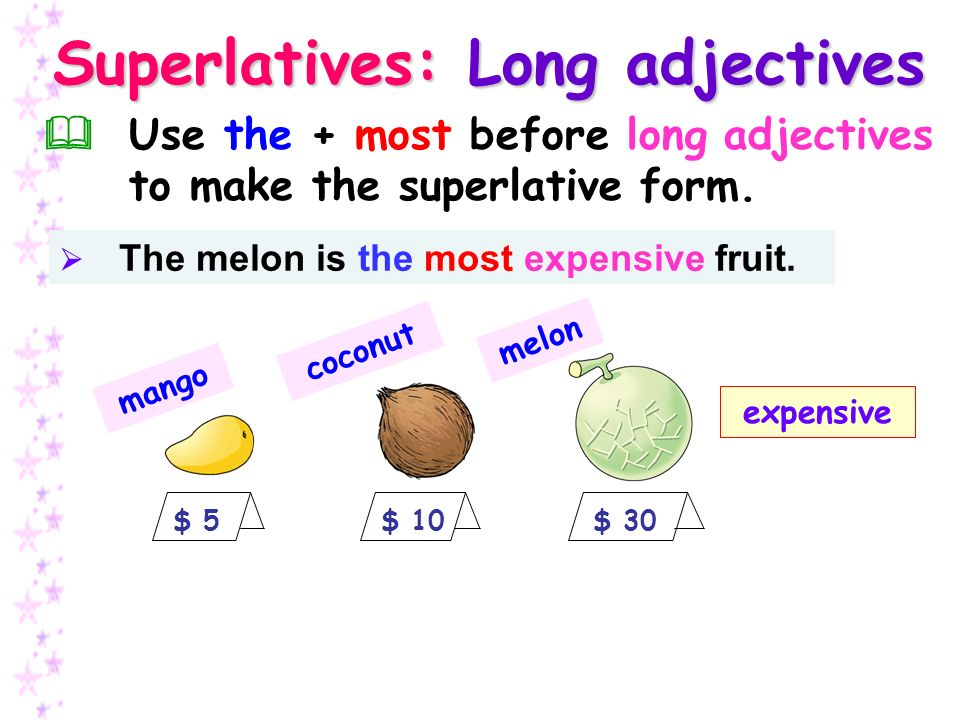 Superlatives: Long adjectives
Use the + most before long adjectives
to make the superlative form.
The melon is the most expensive fruit.
mango
coconut
melon
expensive
$ 5
$ 10
$ 30